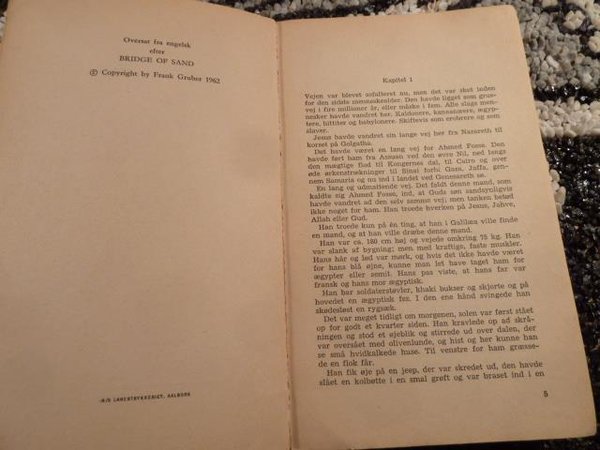 Oversat fra engelsk
efter
BRIDGE OF SAND
© Copyright by Frank Gruber 1962
A/S LANSTRYKKERIET, AALBORG
Kapitel 1
Vejen var blevet asfalteret nu, men det var sket inden
for den sidste menneskealder. Den havde ligget som grus-
vej i fire millioner år, eller måske i fem. Alle slags men-
nesker havde vandret her. Kaldæere, kanaanæere, ægyp-
tere, hittiter og babylonere. Skiftevis som erobrere og som
slaver.
Jesus havde vandret sin lange vej her fra Nazareth til
korset på Golgatha.
Det havde været en lang vej for Ahmed Fosse. Den
havde ført ham fra Assuan ved den øvre Nil, ned langs
den mægtige flod til Kongernes dal, til Cairo og over
øde ørkenstrækninger til Sinai forbi Gaza, Jaffa, gen-
nem Samaria og nu ind i landet ved Genesareth sø.
En lang og udmattende vej. Det faldt denne mand, som
kaldte sig Ahmed Fosse, ind, at Guds søn sandsynligvis
havde vandret ad den selv samme vej; men tanken betød
ikke noget for ham. Han troede hverken på Jesus, Jahve,
Allah eller Gud.
Han troede kun på én ting, at han i Galilæa ville finde
en mand, og at han ville dræbe denne mand.
Han var ca. 180 cm høj og vejede omkring 75 kg. Han
var slank af bygning; men med kraftige, faste muskler.
Hans hår og lød var mørk, og hvis det ikke havde været
for hans blå øjne, kunne man let have taget ham for
ægypter eller semit. Hans pas viste, at hans far var
fransk og hans mor ægyptisk.
Han bar soldaterstøvler, khaki bukser og skjorte og på
hovedet en ægyptisk fez. I den ene hånd svingede han
skødesløst en rygsæk.
Det var meget tidligt om morgenen, solen var først stået
op for godt et kvarter siden. Han kravlede op ad skrå-
ningen og stod et øjeblik og stirrede ud over dalen, der
var oversået med olivenlunde, og hist og her kunne han
se små hvidkalkede huse. Til venstre for ham græsse-
de en flok får.
Han fik øje på en jeep, der var skredet ud, den havde
slået en kolbøtte i en smal grøft og var braset ind i en
5